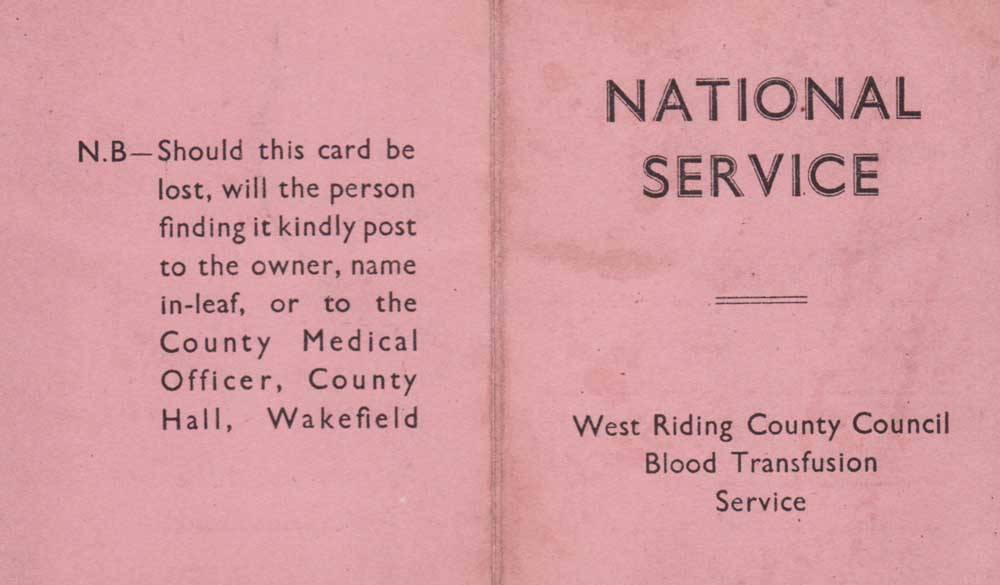 N.B—Should this card be
lost, will the person
finding it kindly post
to the owner, name
in-leaf, or to the
County Medical
Officer, County
Hall, Wakefield
NATIONAL
SERVICE
West Riding County Council
Blood Transfusion
Service